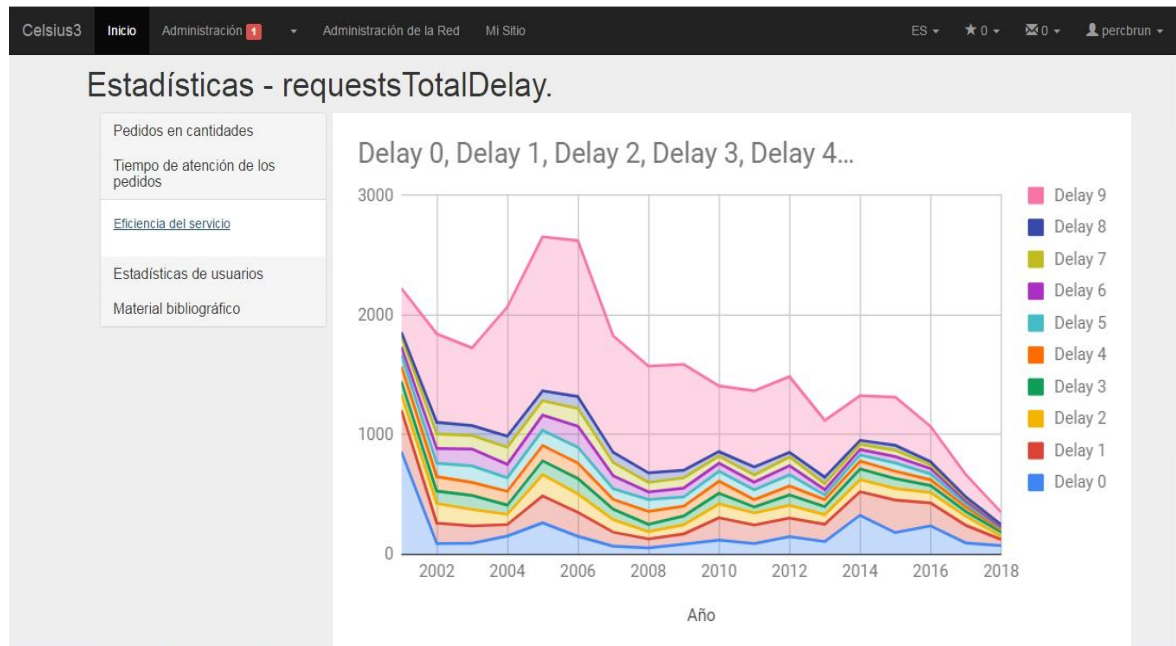 Celsius3 Inicio Administración 1 Administración de la Red Mi Sitio ES 0 0 percbrun
Estadísticas - requestsTotalDelay.
Pedidos en cantidades
Tiempo de atención de los
pedidos
Eficiencia del servicio
Estadísticas de usuarios
Material bibliográfico
Delay 0, Delay 1, Delay 2, Delay 3, Delay 4...
3000
2000
1000
0
2002 2004 2006 2008 2010 2012 2014 2016 2018
Año
Delay 9
Delay 8
Delay 7
Delay 6
Delay 5
Delay 4
Delay 3
Delay 2
Delay 1
Delay 0